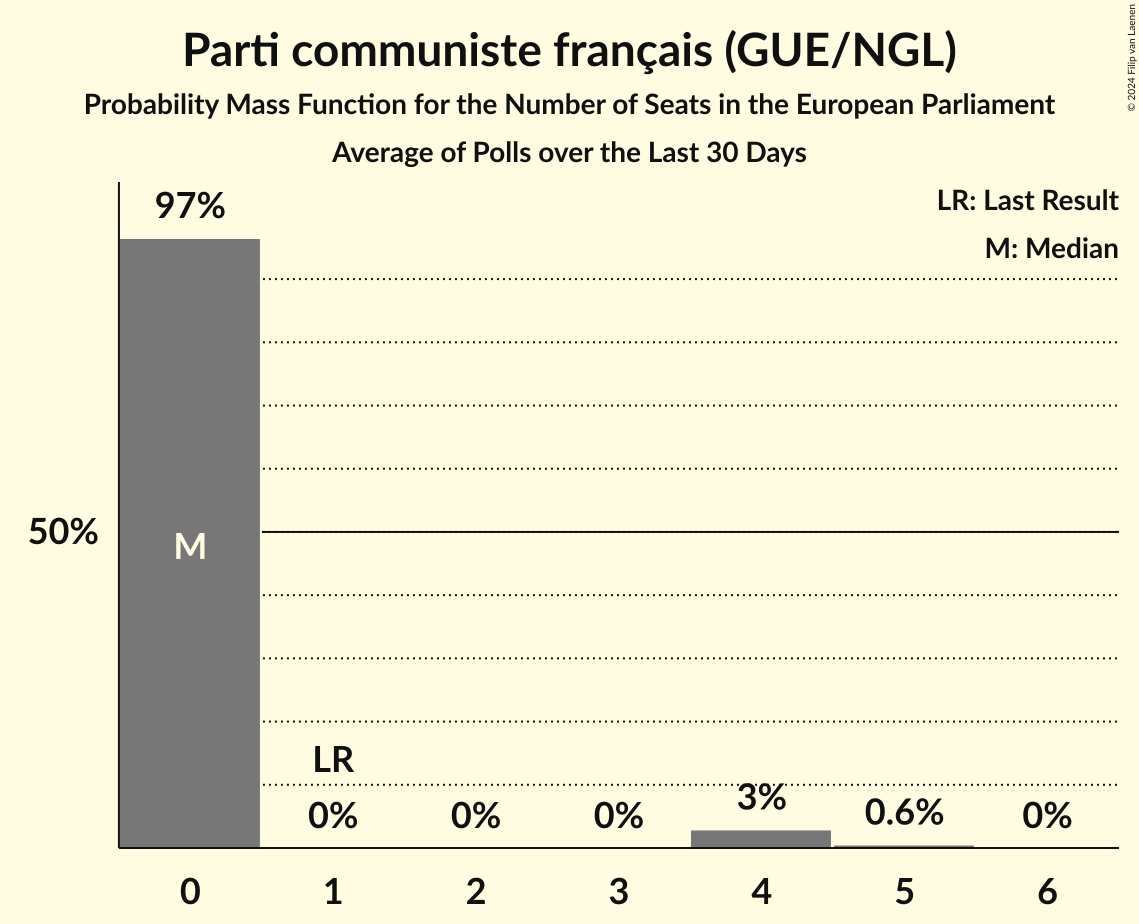 Parti communiste français (GUE/NGL)
Probability Mass Function for the Number of Seats in the European Parliament
Average of Polls over the Last 30 Days
© 2024 Filip van Laenen
LR: Last Result
M: Median
97%
50%
M
LR
0%
0%
0%
3%
0.6%
0%
0
1
2
3
4
5
6